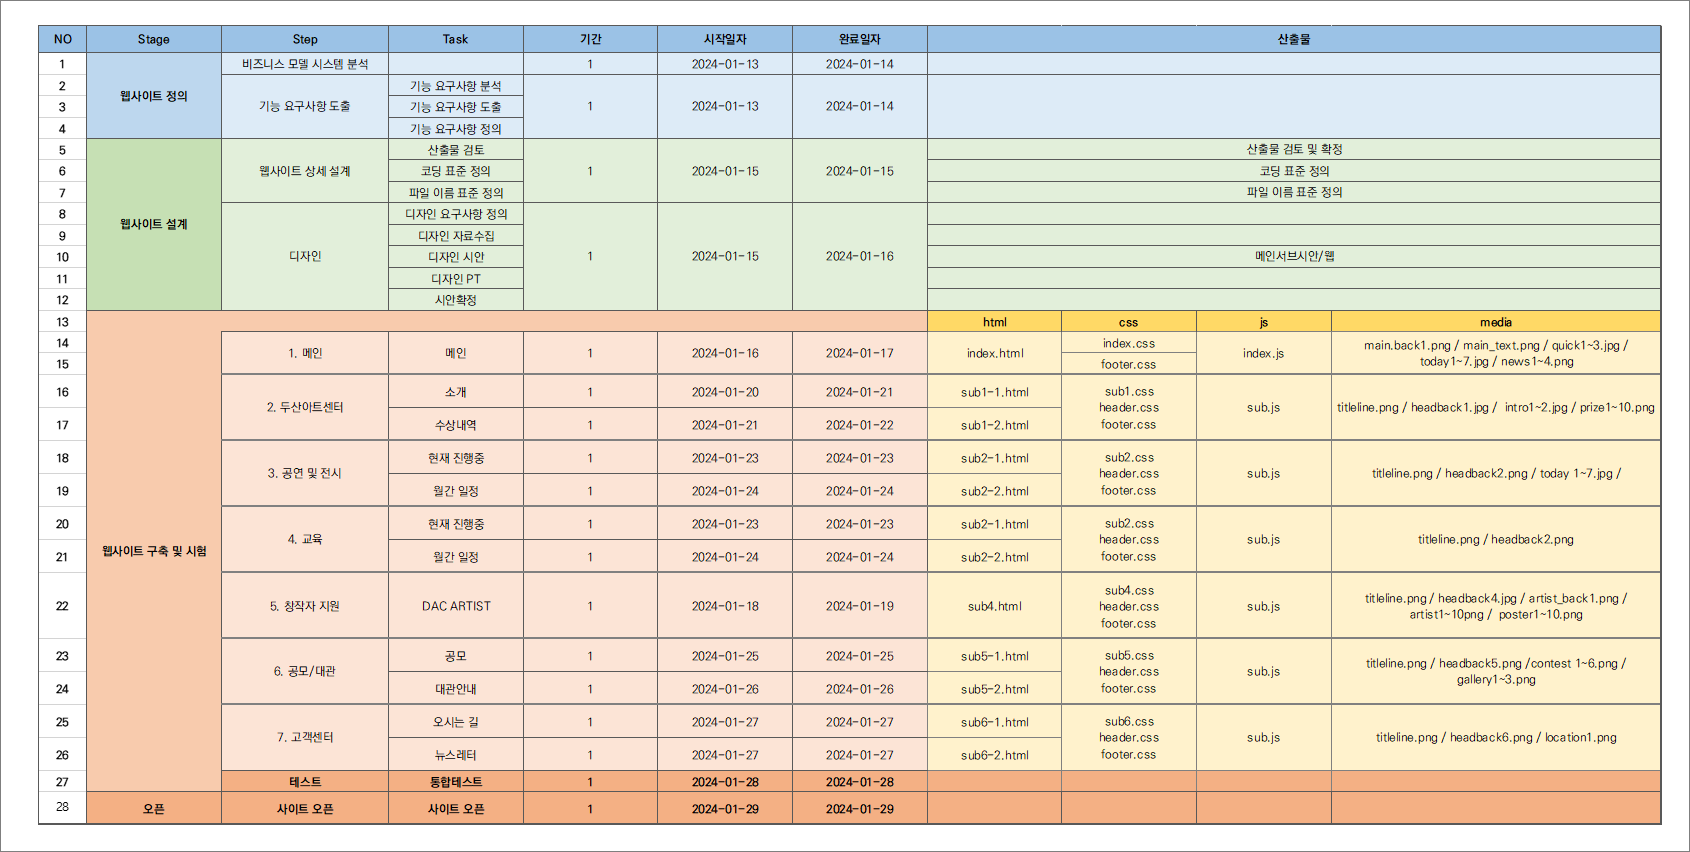 NO Stage Step Task 기간 시작일자 완료일자 산출물
1 웹사이트 정의 비즈니스 모델 시스템 분석 1 2024-01-13 2024-01-14
2 기능 요구사항 도출 기능 요구사항 분석 1 2024-01-13 2024-01-14
3 기능 요구사항 도출
4 기능 요구사항 정의
5 웹사이트 설계 웹사이트 상세 설계 산출물 검토 1 2024-01-15 2024-01-15 산출물 검토 및 확정
6 코딩 표준 정의 코딩 표준 정의
7 파일 이름 표준 정의 파일 이름 표준 정의
8 디자인 디자인 요구사항 정의 1 2024-01-15 2024-01-16
9 디자인 자료수집
10 디자인 시안 메인서브시안/웹
11 디자인 PT
12 시안확정
13 웹사이트 구축 및 시험 html css js media
14 1. 메인 메인 1 2024-01-16 2024-01-17 index.html index.css index.js main.back1.png / main_text.png / quick1~3.jpg /
15 footer.css today1~7.jpg / news1~4.png
16 2. 두산아트센터 소개 1 2024-01-20 2024-01-21 sub1-1.html sub1.css
header.css sub.js titleline.png / headback1.jpg / intro1~2.jpg / prize1~10.png
17 수상내역 1 2024-01-21 2024-01-22 sub1-2.html footer.css
18 3. 공연 및 전시 현재 진행중 1 2024-01-23 2024-01-23 sub2-1.html sub2.css
header.css sub.js titleline.png / headback2.png / today 1~7.jpg /
19 월간 일정 1 2024-01-24 2024-01-24 sub2-2.html footer.css
20 4. 교육 현재 진행중 1 2024-01-23 2024-01-23 sub2-1.html sub2.css
header.css sub.js titleline.png / headback2.png
21 월간 일정 1 2024-01-24 2024-01-24 sub2-2.html footer.css
22 5. 창작자 지원 DAC ARTIST 1 2024-01-18 2024-01-19 sub4.html sub4.css
header.css
footer.css sub.js titleline.png / headback4.jpg / artist_back1.png /
artist1~10png / poster1~10.png
23 6. 공모/대관 공모 1 2024-01-25 2024-01-25 sub5-1.html sub5.css
header.css sub.js titleline.png / headback5.png /contest 1~6.png /
gallery1~3.png
24 대관안내 1 2024-01-26 2024-01-26 sub5-2.html footer.css
25 7. 고객센터 오시는 길 1 2024-01-27 2024-01-27 sub6-1.html sub6.css
header.css sub.js titleline.png / headback6.png / location1.png
26 뉴스레터 1 2024-01-27 2024-01-27 sub6-2.html footer.css
27 테스트 통합테스트 1 2024-01-28 2024-01-28
28 오픈 사이트 오픈 사이트 오픈 1 2024-01-29 2024-01-29